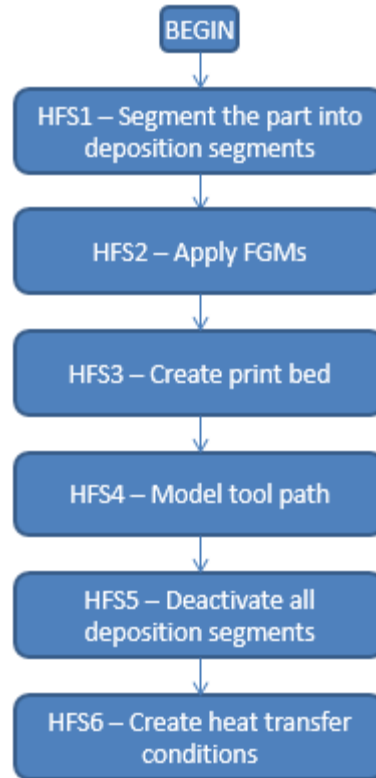 BEGIN
HFS1 – Segment the part into
deposition segments
HFS2 – Apply FGMs
HFS3 – Create print bed
HFS4 – Model tool path
HFS5 – Deactivate all
deposition segments
HFS6 – Create heat transfer
conditions